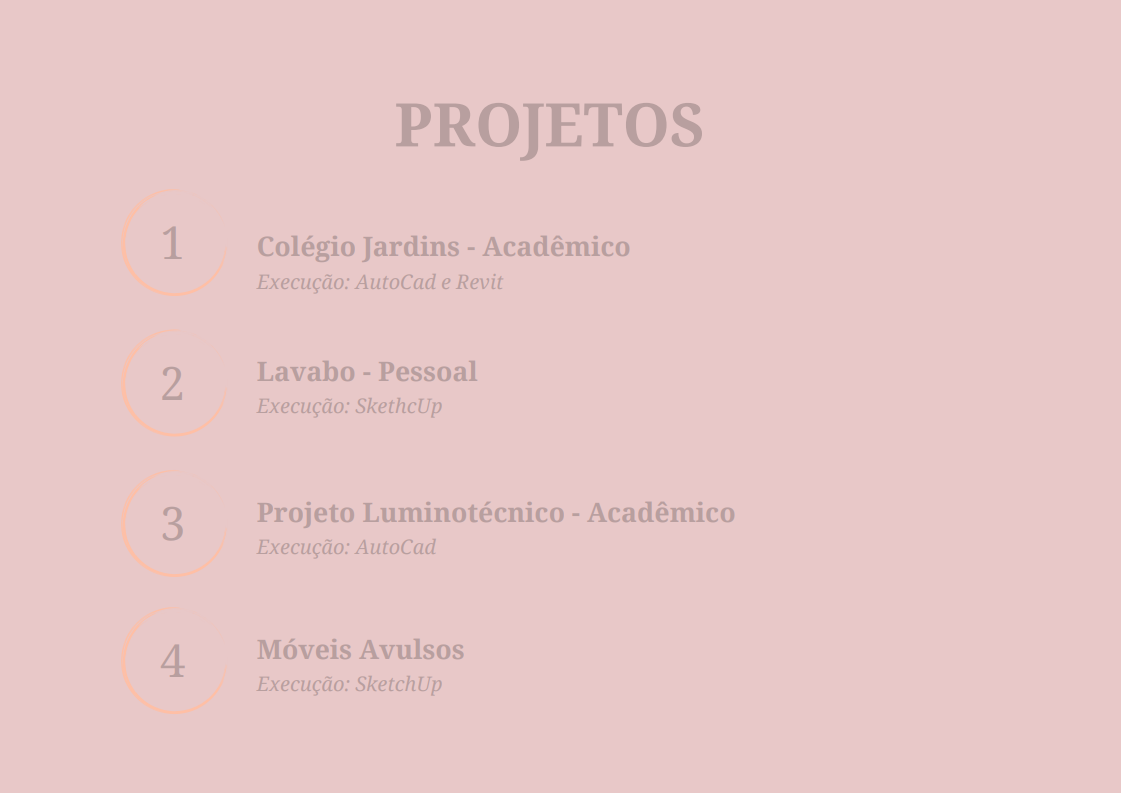 PROJETOS
1
Colégio Jardins - Acadêmico
Execução: AutoCad e Revit
2
Lavabo - Pessoal
Execução: SkethcUp
3
Projeto Luminotécnico - Acadêmico
Execução: AutoCad
4
Móveis Avulsos
Execução: SketchUp